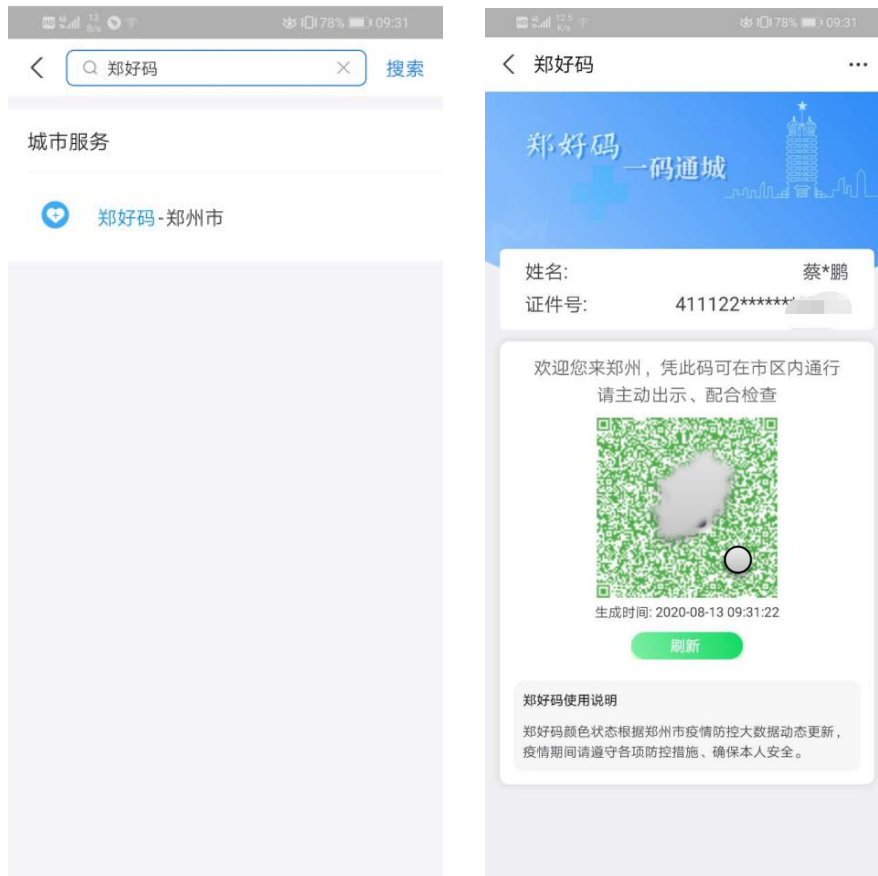 13
B/s
78% 09:31
郑好码
搜索
城市服务
郑好码-郑州市
12.5
K/s
78% 09:31
郑好码
郑好码
一码通城
姓名: 蔡*鹏
证件号: 411122******
欢迎您来郑州，凭此码可在市区内通行
请主动出示、配合检查
生成时间: 2020-08-13 09:31:22
刷新
郑好码使用说明
郑好码颜色状态根据郑州市疫情防控大数据动态更新，
疫情期间请遵守各项防控措施、确保本人安全。